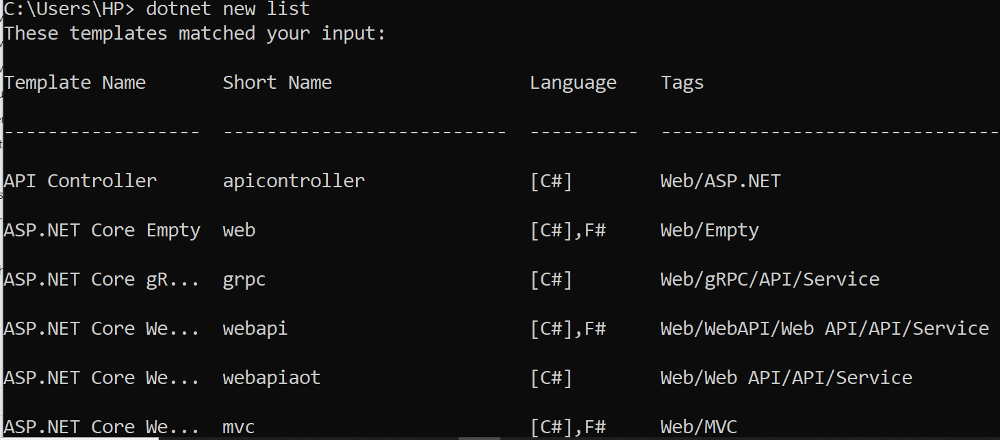 C:\Users\HP> dotnet new list
These templates matched your input:
Template Name Short Name Language Tags
------------------ -------------------------- ---------- -------------------------------
API Controller apicontroller [C#] Web/ASP.NET
ASP.NET Core Empty web [C#],F# Web/Empty
ASP.NET Core gR... grpc [C#] Web/gRPC/API/Service
ASP.NET Core We... webapi [C#],F# Web/WebAPI/Web API/API/Service
ASP.NET Core We... webapiaot [C#] Web/Web API/API/Service
ASP.NET Core We... mvc [C#],F# Web/MVC